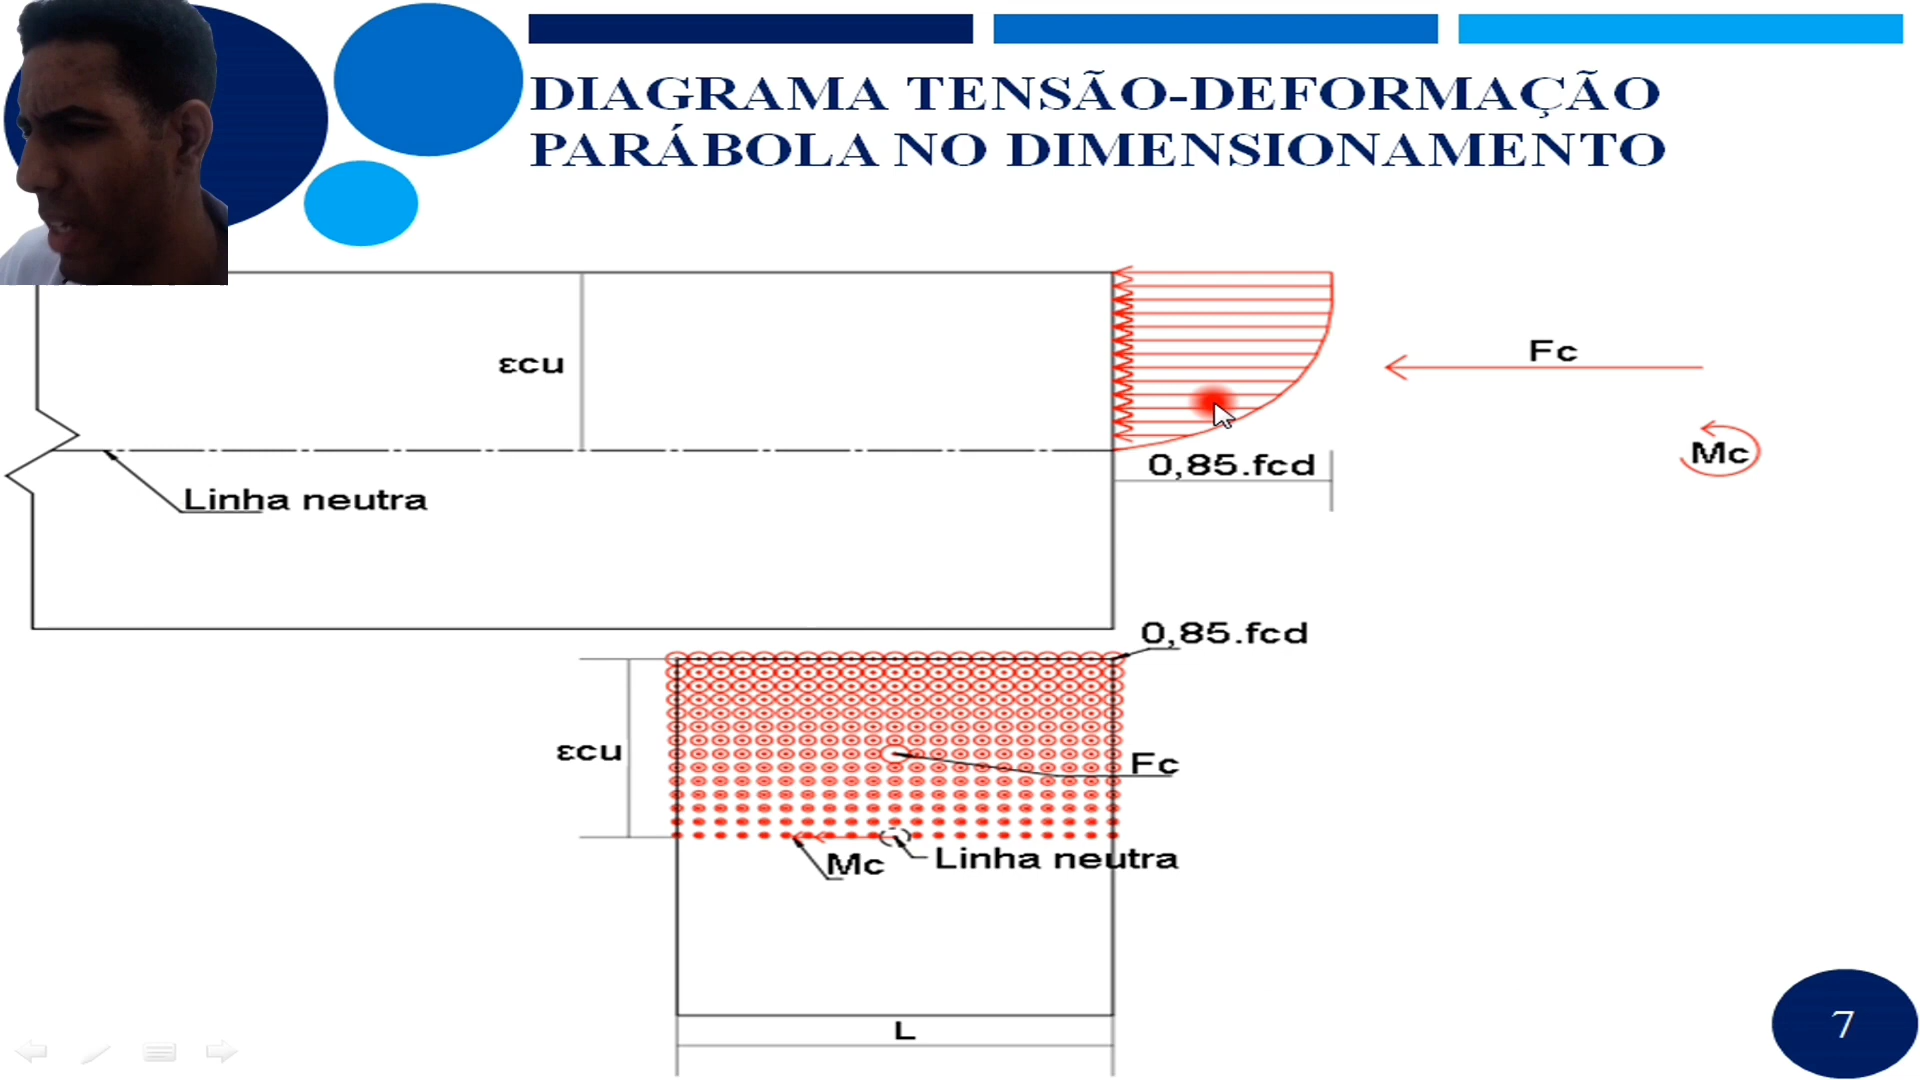 DIAGRAMA TENSÃO-DEFORMAÇÃO
PARÁBOLA NO DIMENSIONAMENTO
εcu
Fc
Mc
0,85.fcd
Linha neutra
0,85.fcd
εcu
Fc
Mc
Linha neutra
L
7